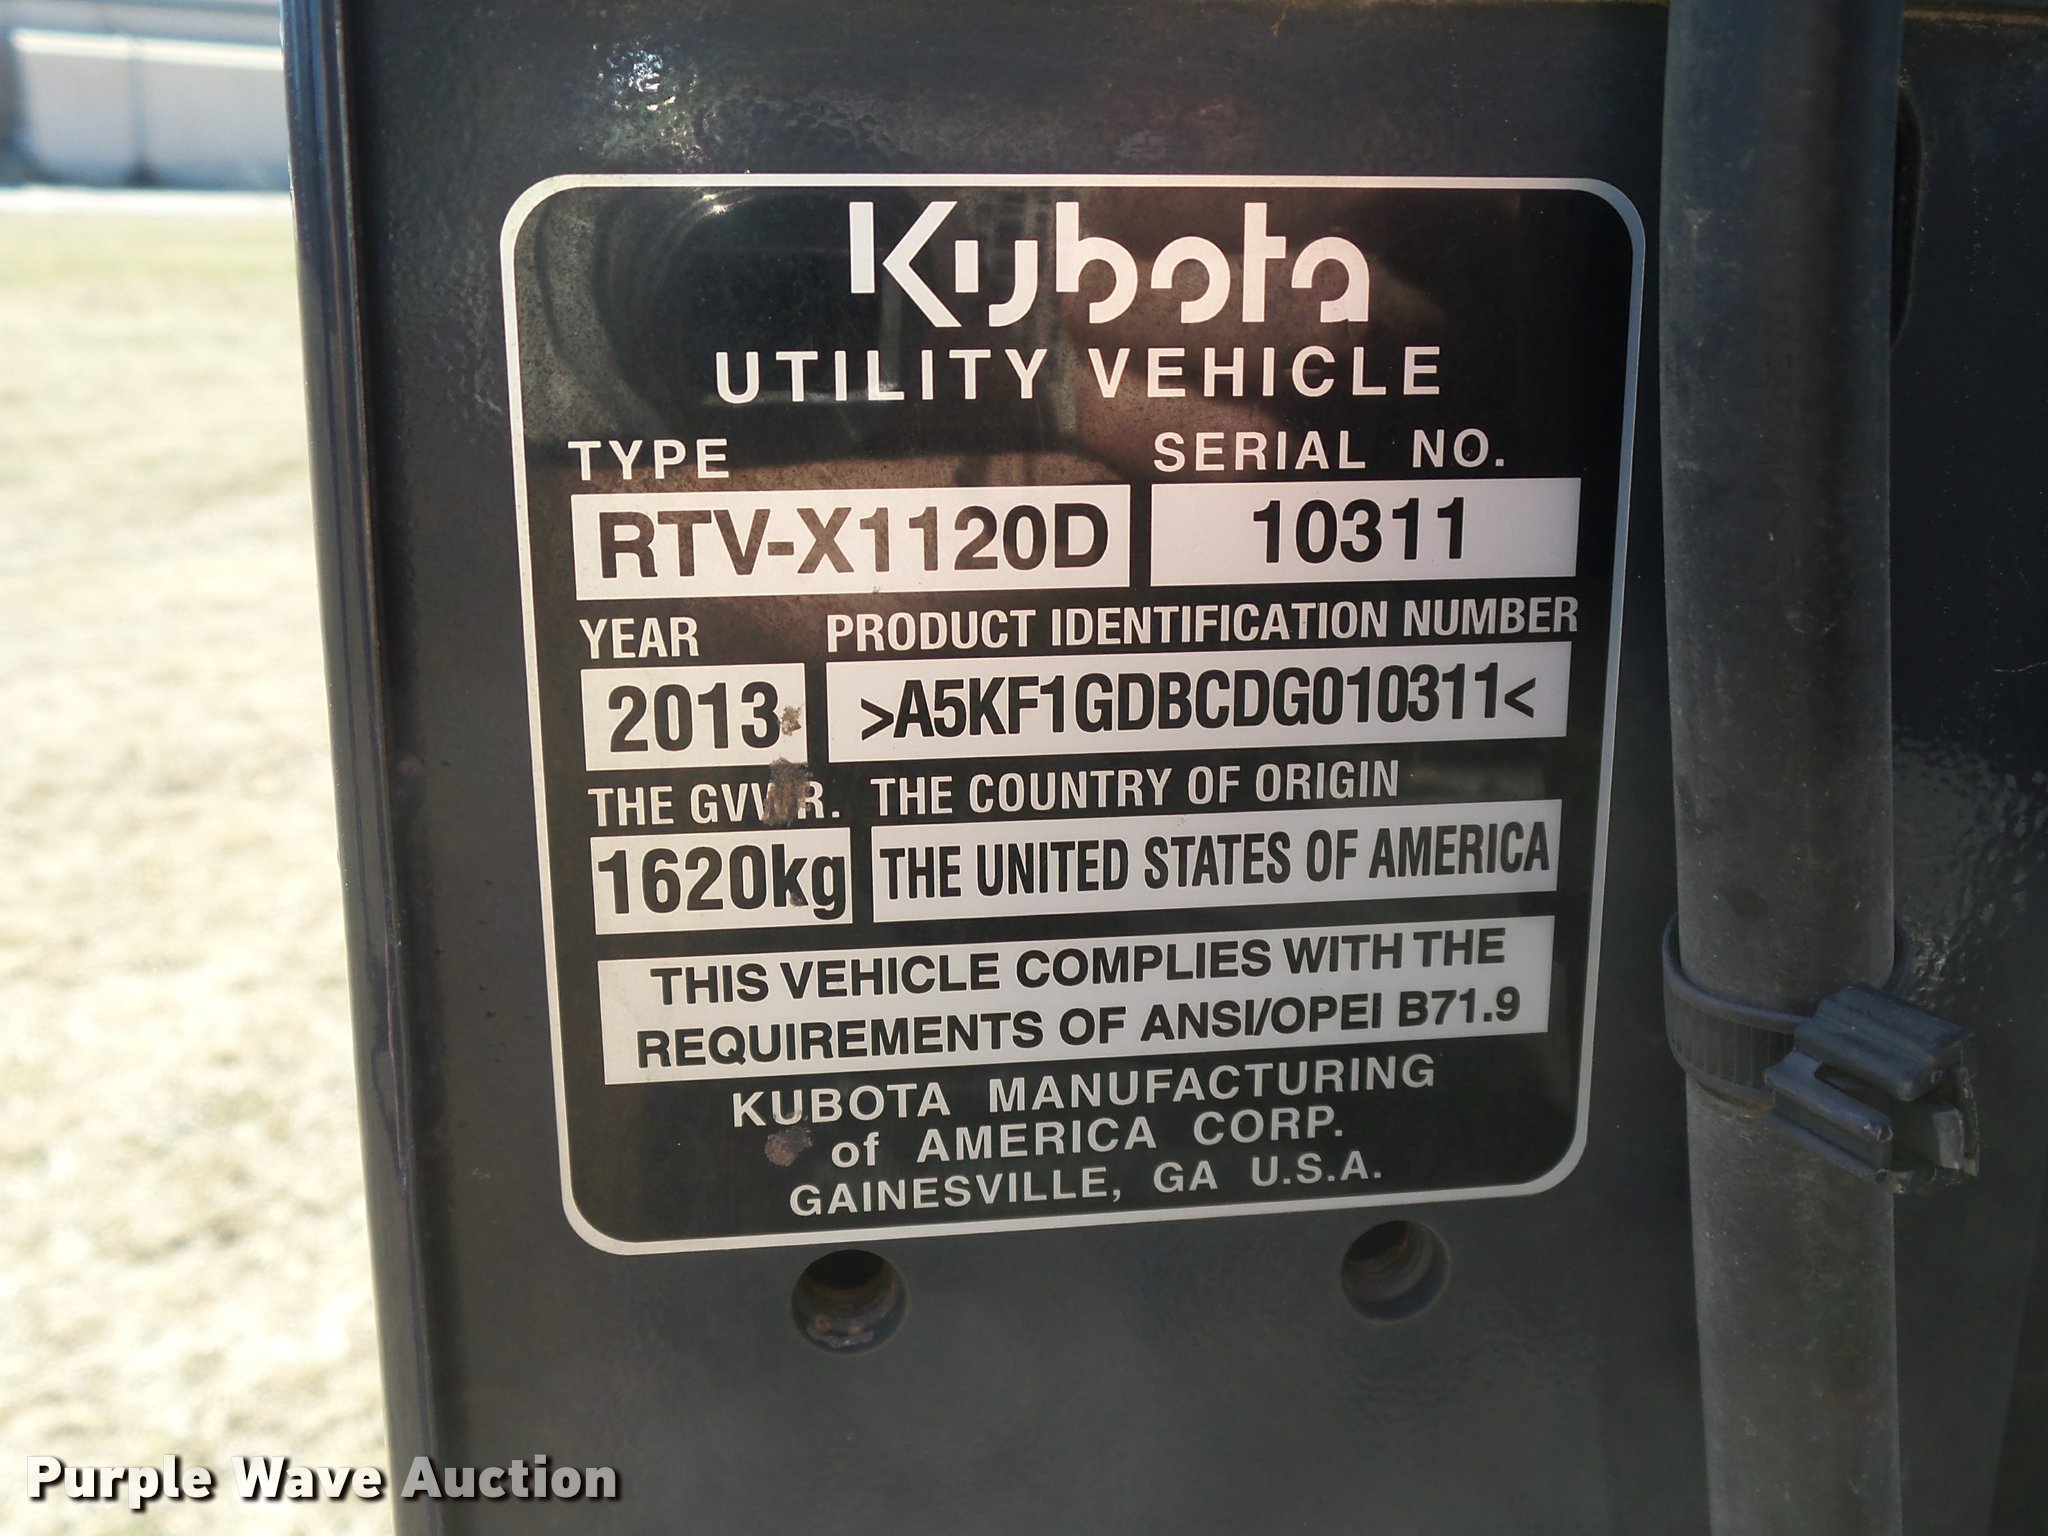 Kubota
UTILITY VEHICLE
TYPE SERIAL NO.
RTV-X1120D 10311
YEAR PRODUCT IDENTIFICATION NUMBER
2013 >A5KF1GDBCDG010311<
THE GVWR. THE COUNTRY OF ORIGIN
1620kg THE UNITED STATES OF AMERICA
THIS VEHICLE COMPLIES WITH THE
REQUIREMENTS OF ANSI/OPEI B71.9
KUBOTA MANUFACTURING
of AMERICA CORP.
GAINESVILLE, GA U.S.A.
Purple Wave Auction